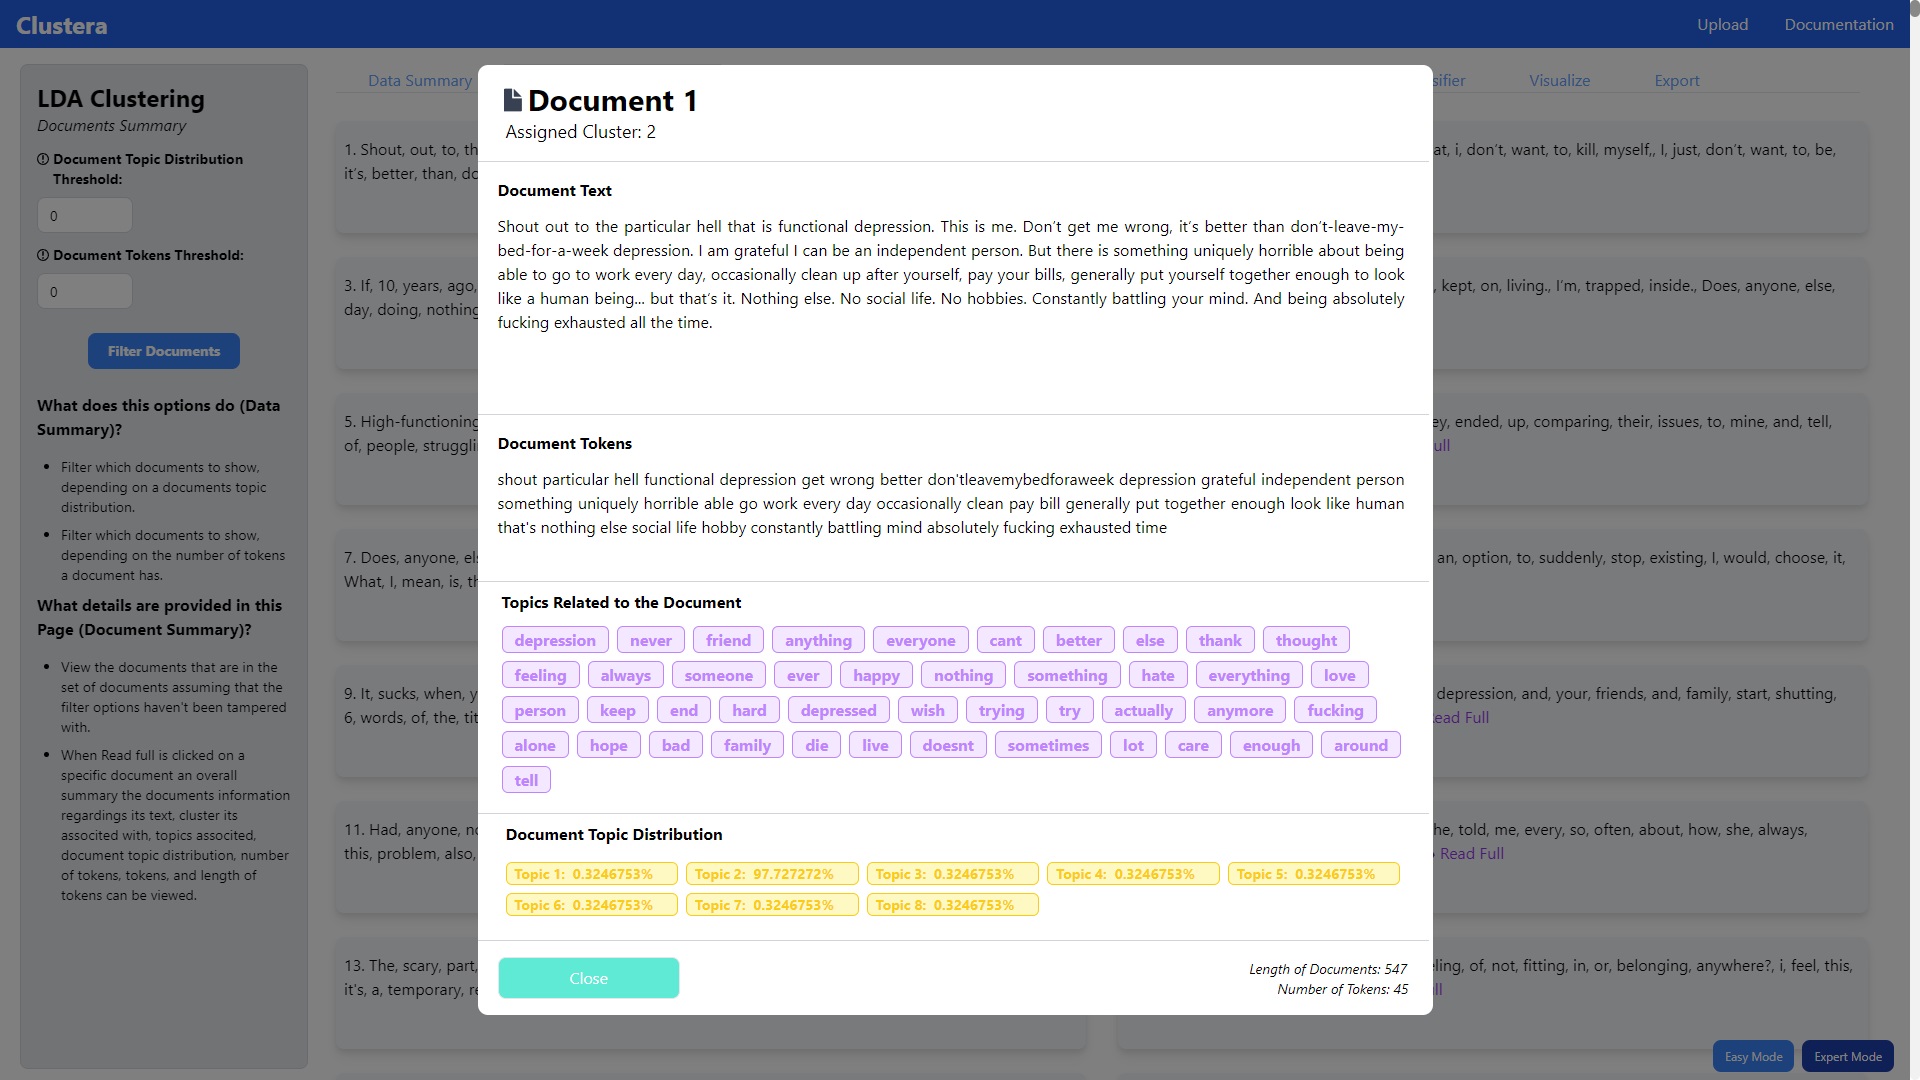 Clustera
Upload
Documentation
LDA Clustering
Documents Summary
Document Topic Distribution
Threshold:
0
Document Tokens Threshold:
0
Filter Documents
What does this options do (Data
Summary)?
Filter which documents to show,
depending on a documents topic
distribution.
Filter which documents to show,
depending on the number of tokens
a document has.
What details are provided in this
Page (Document Summary)?
View the documents that are in the
set of documents assuming that the
filter options haven't been tampered
with.
When Read full is clicked on a
specific document an overall
summary the documents information
regardings its text, cluster its
associted with, topics associted,
document topic distribution, number
of tokens, tokens, and length of
tokens can be viewed.
Data Summary
Visualize
Export
1. Shout, out, to,
it's, better, than,
3. If, 10, years, ago,
day, doing, nothing
5. High-functioning
of, people,
7. Does, anyone,
What, I, mean, is,
9. It, sucks, when,
6, words, of, the,
11. Had, anyone,
this, problem, also,
13. The, scary, part,
it's, a, temporary,
Document 1
Assigned Cluster: 2
Document Text
Shout out to the particular hell that is functional depression. This is me. Don’t get me wrong, it’s better than don’t-leave-my-
bed-for-a-week depression. I am grateful I can be an independent person. But there is something uniquely horrible about being
able to go to work every day, occasionally clean up after yourself, pay your bills, generally put yourself together enough to look
like a human being... but that’s it. Nothing else. No social life. No hobbies. Constantly battling your mind. And being absolutely
fucking exhausted all the time.
Document Tokens
shout particular hell functional depression get wrong better don'tleavemybedforaweek depression grateful independent person
something uniquely horrible able go work every day occasionally clean pay bill generally put together enough look like human
that's nothing else social life hobby constantly battling mind absolutely fucking exhausted time
Topics Related to the Document
depression never friend anything everyone cant better else thank thought
feeling always someone ever happy nothing something hate everything love
person keep end hard depressed wish trying try actually anymore fucking
alone hope bad family die live doesnt sometimes lot care enough around
tell
Document Topic Distribution
Topic 1: 0.3246753% Topic 2: 97.727272% Topic 3: 0.3246753% Topic 4: 0.3246753% Topic 5: 0.3246753%
Topic 6: 0.3246753% Topic 7: 0.3246753% Topic 8: 0.3246753%
Close
Length of Documents: 547
Number of Tokens: 45
i, don't, want, to, kill, myself,, I, just, don't, want, to, be,
kept, on, living., I'm, trapped, inside., Does, anyone, else,
ended, up, comparing, their, issues, to, mine, and, tell,
an, option, to, suddenly, stop, existing, I, would, choose, it,
depression, and, your, friends, and, family, start, shutting,
Full
told, me, every, so, often, about, how, she, always,
Read Full
of, not, fitting, in, or, belonging, anywhere?, i, feel, this,
Easy Mode
Expert Mode